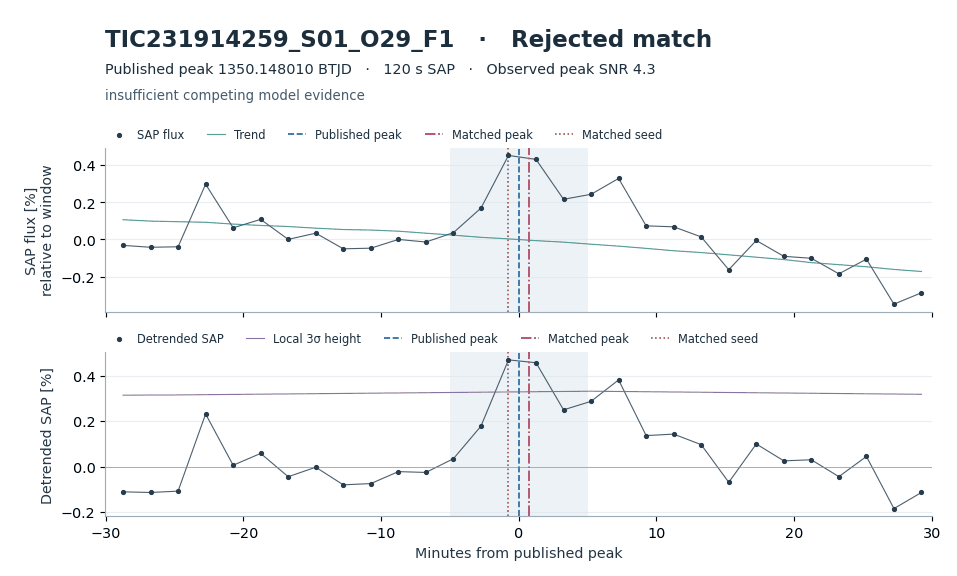 TIC231914259_S01_O29_F1 · Rejected match
Published peak 1350.148010 BTJD · 120 s SAP · Observed peak SNR 4.3
insufficient competing model evidence
SAP flux Trend Published peak Matched peak Matched seed
SAP flux [%]
relative to window
0.4
0.2
0.0
−0.2
Detrended SAP Local 3σ height Published peak Matched peak Matched seed
Detrended SAP [%]
0.4
0.2
0.0
−0.2
−30 −20 −10 0 10 20 30
Minutes from published peak